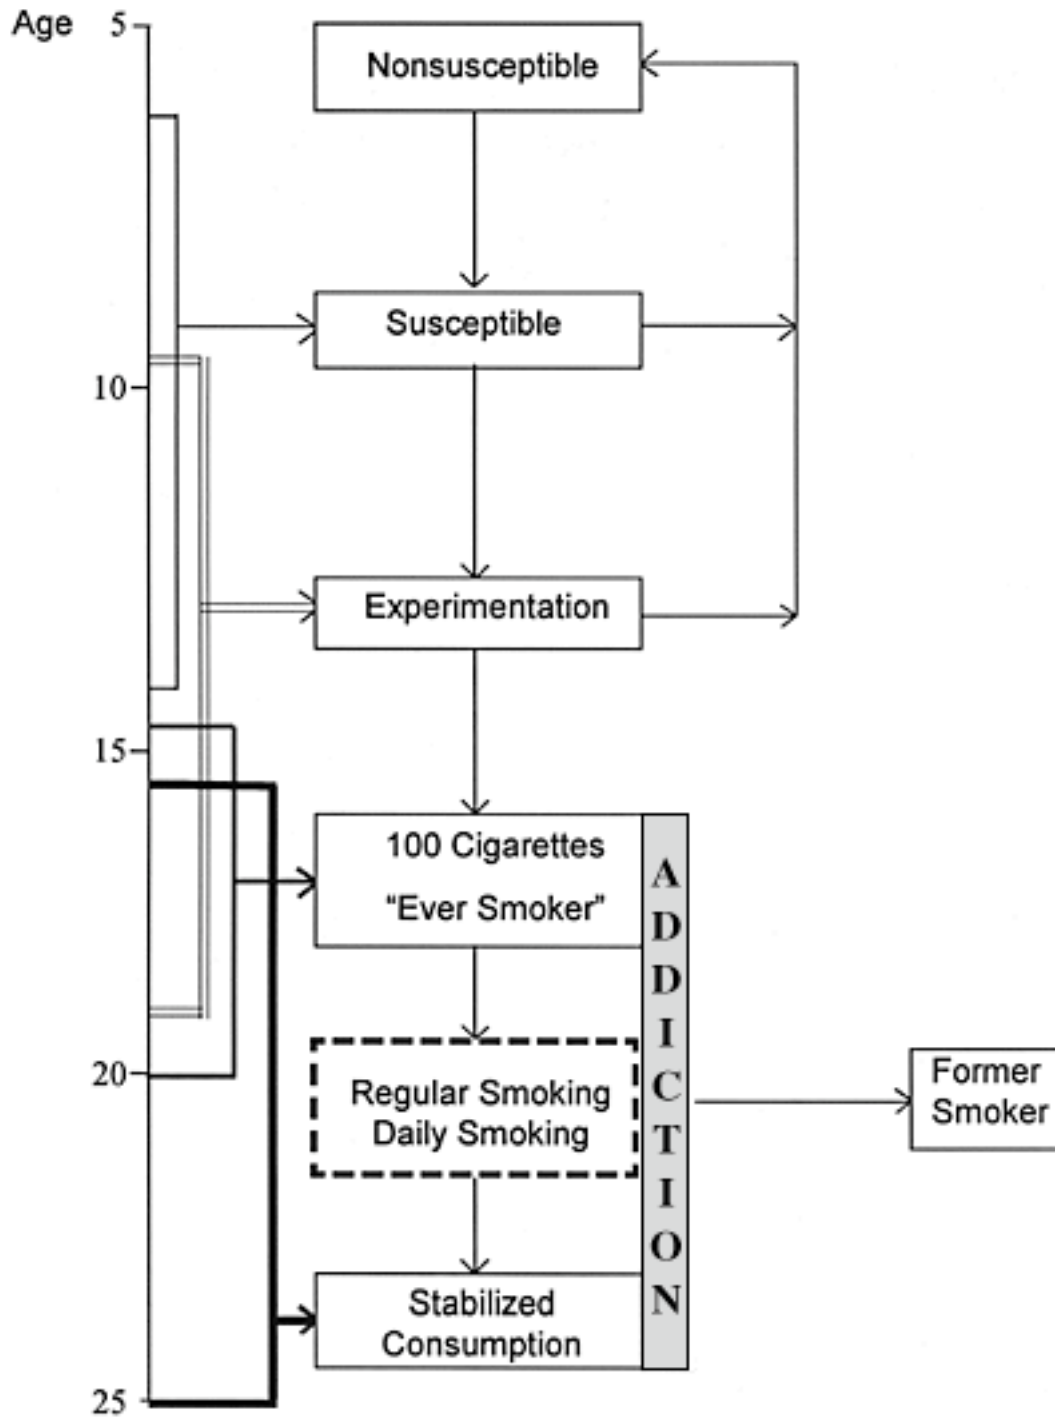 Age
5
Nonsusceptible
Susceptible
10
Experimentation
15
100 Cigarettes
“Ever Smoker”
ADDICTION
20
Regular Smoking
Daily Smoking
Former
Smoker
Stabilized
Consumption
25